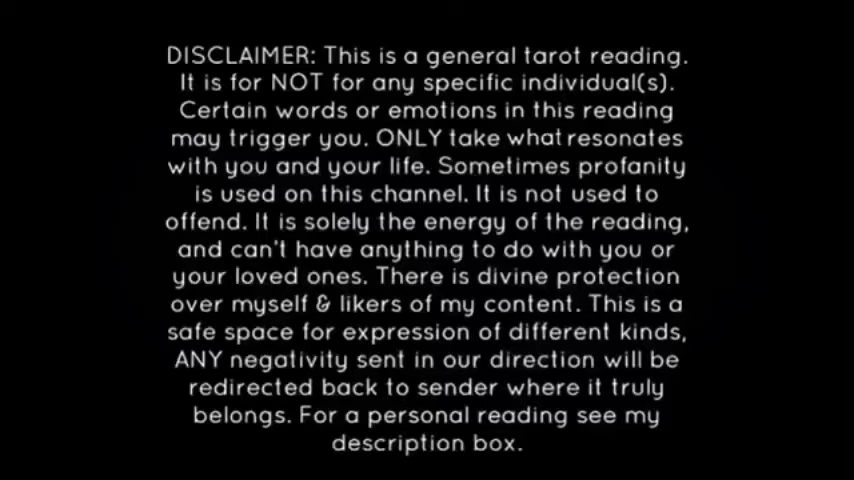 DISCLAIMER: This is a general tarot reading.
It is for NOT for any specific individual(s).
Certain words or emotions in this reading
may trigger you. ONLY take what resonates
with you and your life. Sometimes profanity
is used on this channel. It is not used to
offend. It is solely the energy of the reading,
and can't have anything to do with you or
your loved ones. There is divine protection
over myself & likers of my content. This is a
safe space for expression of different kinds,
ANY negativity sent in our direction will be
redirected back to sender where it truly
belongs. For a personal reading see my
description box.